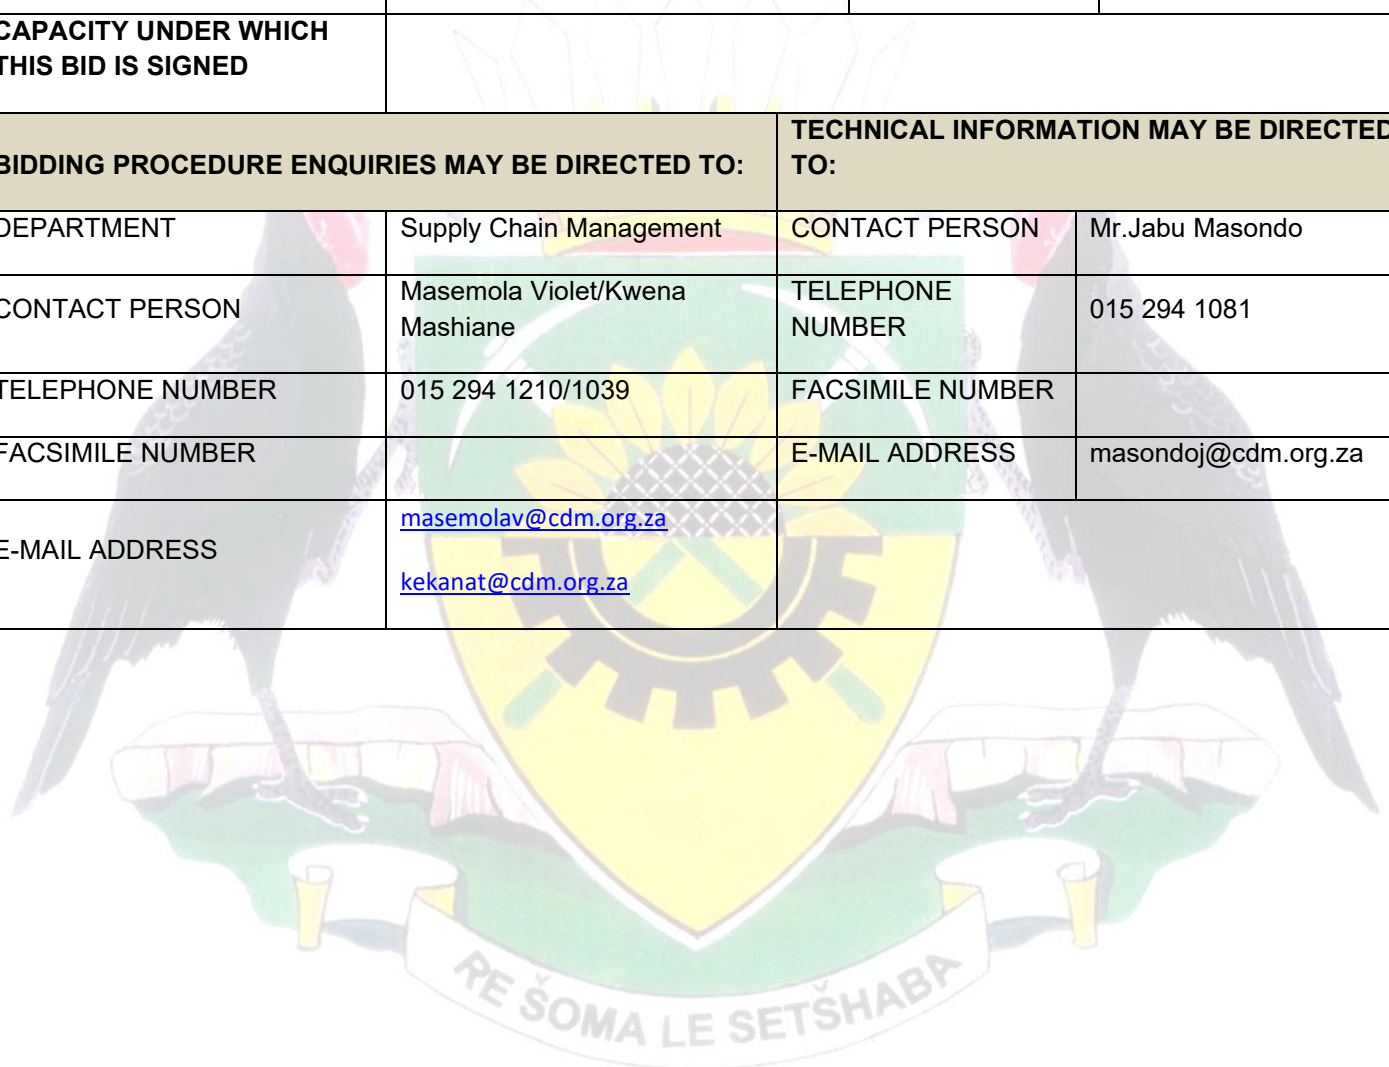 CAPACITY UNDER WHICH
THIS BID IS SIGNED
BIDDING PROCEDURE ENQUIRIES MAY BE DIRECTED TO:
TECHNICAL INFORMATION MAY BE DIRECTED
TO:
DEPARTMENT
Supply Chain Management
CONTACT PERSON
Mr.Jabu Masondo
CONTACT PERSON
Masemola Violet/Kwena
Mashiane
TELEPHONE
NUMBER
015 294 1081
TELEPHONE NUMBER
015 294 1210/1039
FACSIMILE NUMBER
FACSIMILE NUMBER
E-MAIL ADDRESS
masondoj@cdm.org.za
E-MAIL ADDRESS
masemolav@cdm.org.za
kekanat@cdm.org.za
RE ŠOMA LE SETŠHABA